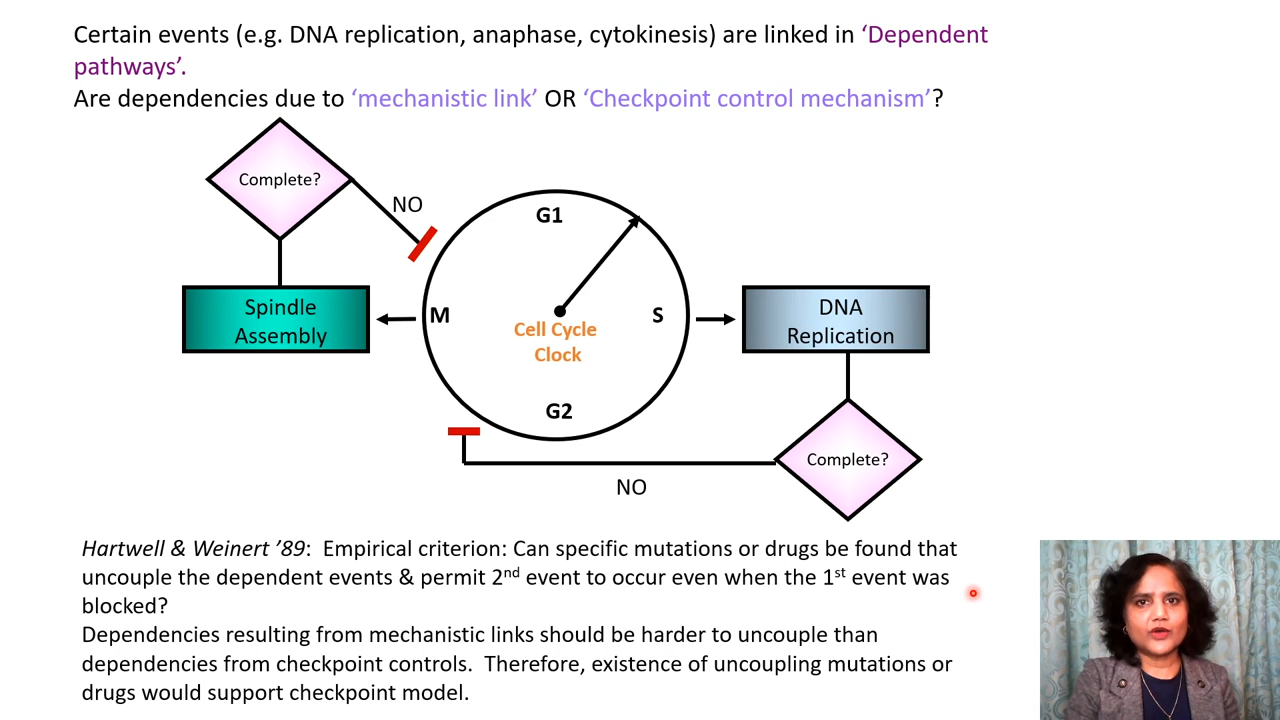 Certain events (e.g. DNA replication, anaphase, cytokinesis) are linked in ‘Dependent
pathways’.
Are dependencies due to ‘mechanistic link’ OR ‘Checkpoint control mechanism’?
Complete?
NO
G1
Spindle
Assembly
M
S
DNA
Replication
Cell Cycle
Clock
G2
Complete?
NO
Hartwell & Weinert ’89: Empirical criterion: Can specific mutations or drugs be found that
uncouple the dependent events & permit 2nd event to occur even when the 1st event was
blocked?
Dependencies resulting from mechanistic links should be harder to uncouple than
dependencies from checkpoint controls. Therefore, existence of uncoupling mutations or
drugs would support checkpoint model.